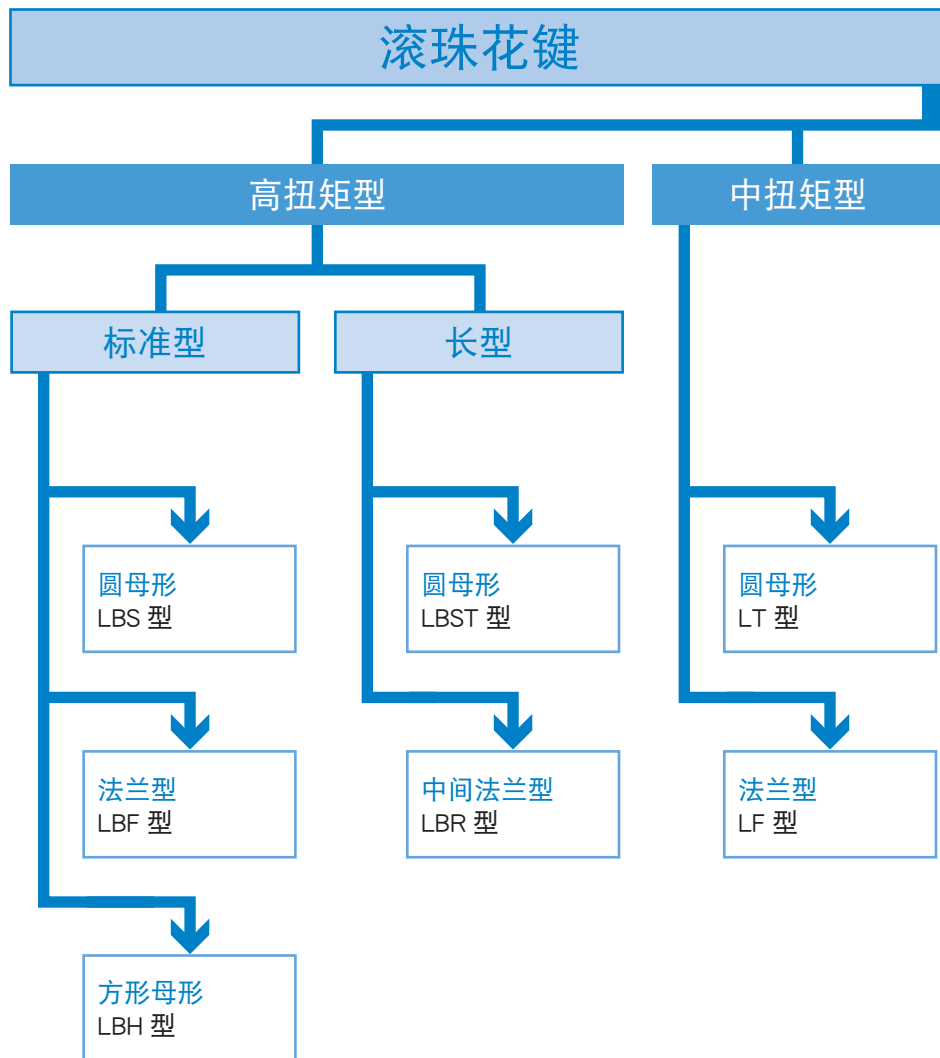 滚珠花键
高扭矩型
中扭矩型
标准型
长型
圆母形
LBS 型
圆母形
LBST 型
圆母形
LT 型
法兰型
LBF 型
中间法兰型
LBR 型
法兰型
LF 型
方形母形
LBH 型